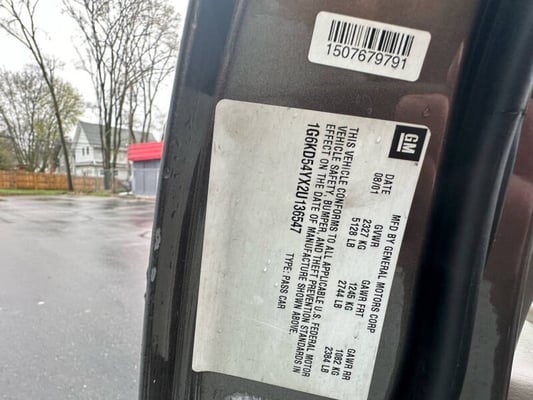 1507679791
GM
MFD BY GENERAL MOTORS CORP
DATE GVWR GAWR FRT GAWR RR
08/01 2327 KG 1246 KG 1082 KG
5128 LB 2744 LB 2384 LB
THIS VEHICLE CONFORMS TO ALL APPLICABLE U.S. FEDERAL MOTOR
VEHICLE SAFETY, BUMPER, AND THEFT PREVENTION STANDARDS IN
EFFECT ON THE DATE OF MANUFACTURE SHOWN ABOVE.
1G6KD54YX2U136547 TYPE: PASS CAR